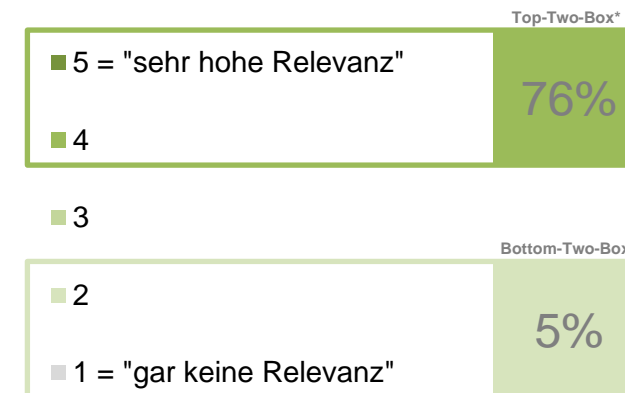 Top-Two-Box*
5 = "sehr hohe Relevanz"
76%
4
3
Bottom-Two-Box
2
5%
1 = "gar keine Relevanz"